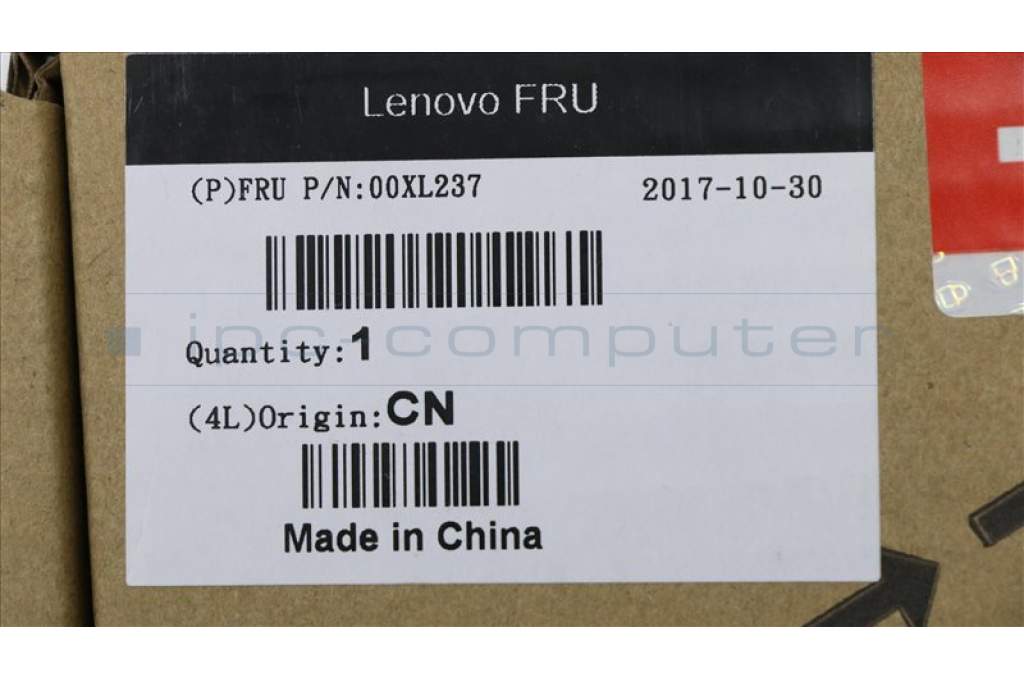 Lenovo FRU
(P)FRU P/N:00XL237 2017-10-30
ipc-computer
Quantity:1
(4L)Origin:CN
Made in China